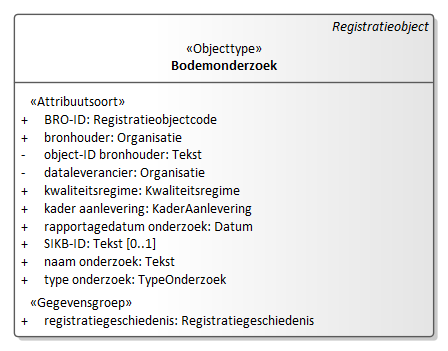 Registratieobject
«Objecttype»
Bodemonderzoek
«Attribuutsoort»
+ BRO-ID: Registratieobjectcode
+ bronhouder: Organisatie
- object-ID bronhouder: Tekst
- dataleverancier: Organisatie
+ kwaliteitsregime: Kwaliteitsregime
+ kader aanlevering: KaderAanlevering
+ rapportagedatum onderzoek: Datum
+ SIKB-ID: Tekst [0..1]
+ naam onderzoek: Tekst
+ type onderzoek: TypeOnderzoek
«Gegevensgroep»
+ registratiegeschiedenis: Registratiegeschiedenis